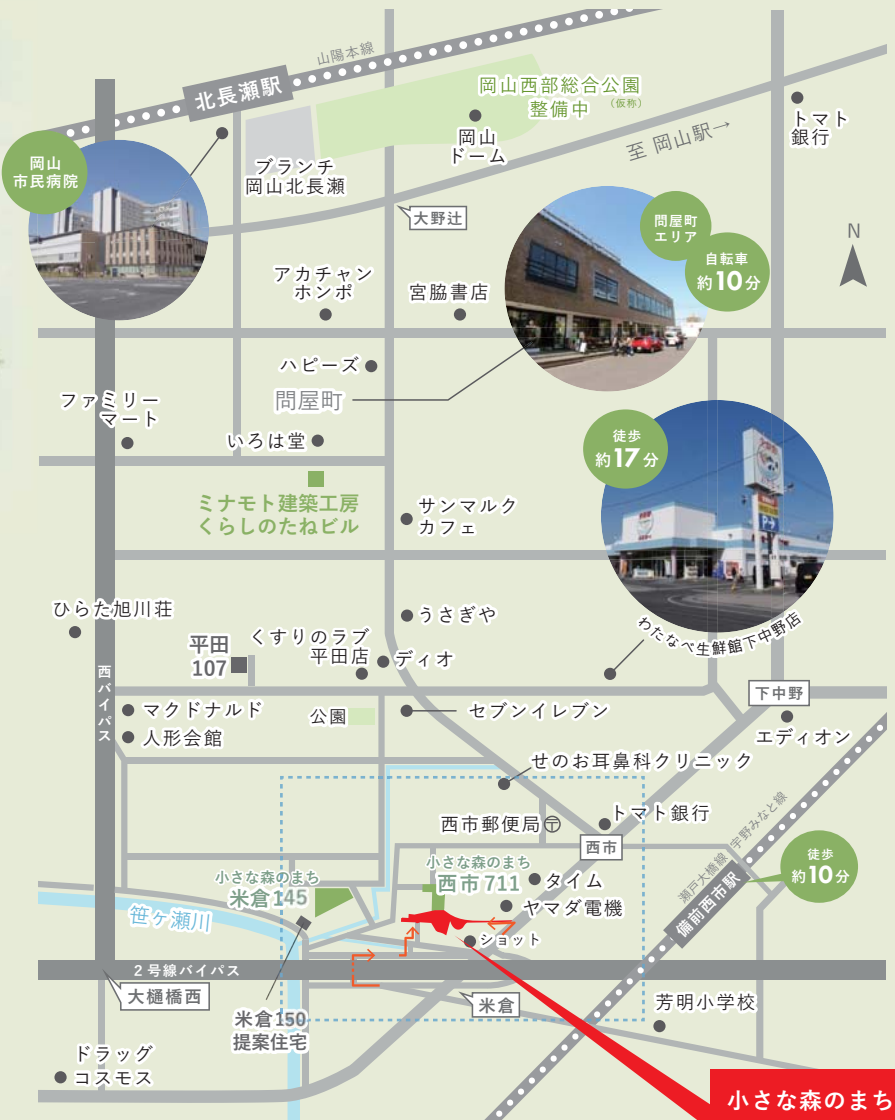 山陽本線
北長瀬駅
岡山西部総合公園
整備中
(仮称)
岡山
ドーム
トマト
銀行
至 岡山駅→
岡山
市民病院
ブランチ
岡山北長瀬
大野辻
問屋町
エリア
自転車
約10分
N
アカチャン
ホンポ
宮脇書店
ハピーズ
問屋町
ファミリー
マート
いろは堂
徒歩
約17分
ミナモト建築工房
くらしのたねビル
サンマルク
カフェ
ひらた旭川荘
うさぎや
わたなべ生鮮館下中野店
平田
107
くすりのラブ
平田店
ディオ
西バイパス
マクドナルド
人形会館
公園
セブンイレブン
下中野
エディオン
せのお耳鼻科クリニック
西市郵便局〒
トマト銀行
西市
瀬戸大橋線 宇野みなと線
備前西市駅
徒歩
約10分
小さな森のまち
米倉145
小さな森のまち
西市711
タイム
ヤマダ電機
ショット
笹ヶ瀬川
2号線バイパス
大樋橋西
米倉150
提案住宅
米倉
芳明小学校
ドラッグ
コスモス
小さな森のまち